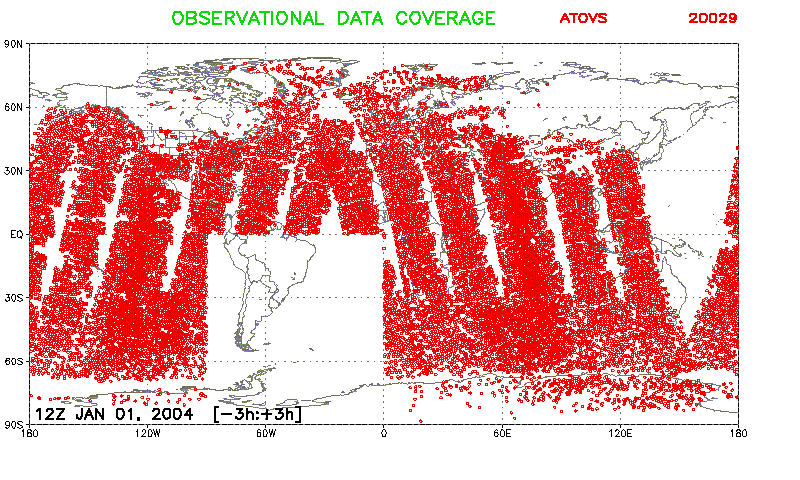 OBSERVATIONAL DATA COVERAGE ATOVS 20029
90N
60N
30N
EQ
30S
60S
12Z JAN 01, 2004 [-3h:+3h]
90S
180 120W 60W 0 60E 120E 180